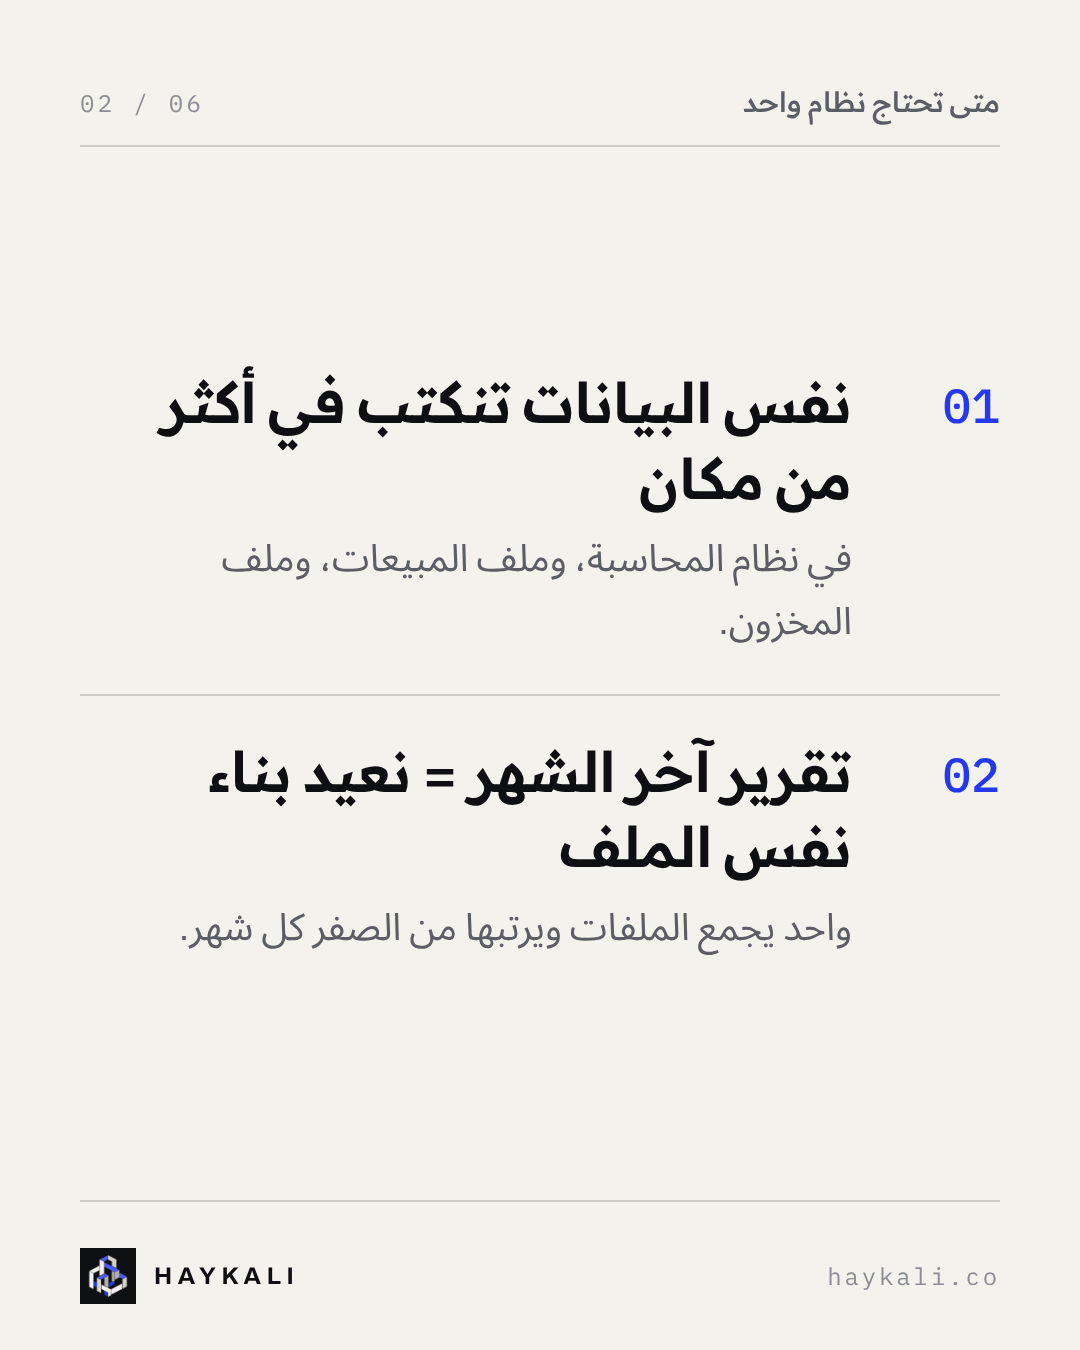 متى تحتاج نظام واحد
02 / 06
01
نفس البيانات تنكتب في أكثر
من مكان
في نظام المحاسبة، وملف المبيعات، وملف
المخزون.
02
تقرير آخر الشهر = نعيد بناء
نفس الملف
واحد يجمع الملفات ويرتبها من الصفر كل شهر.
HAYKALI
haykali.co